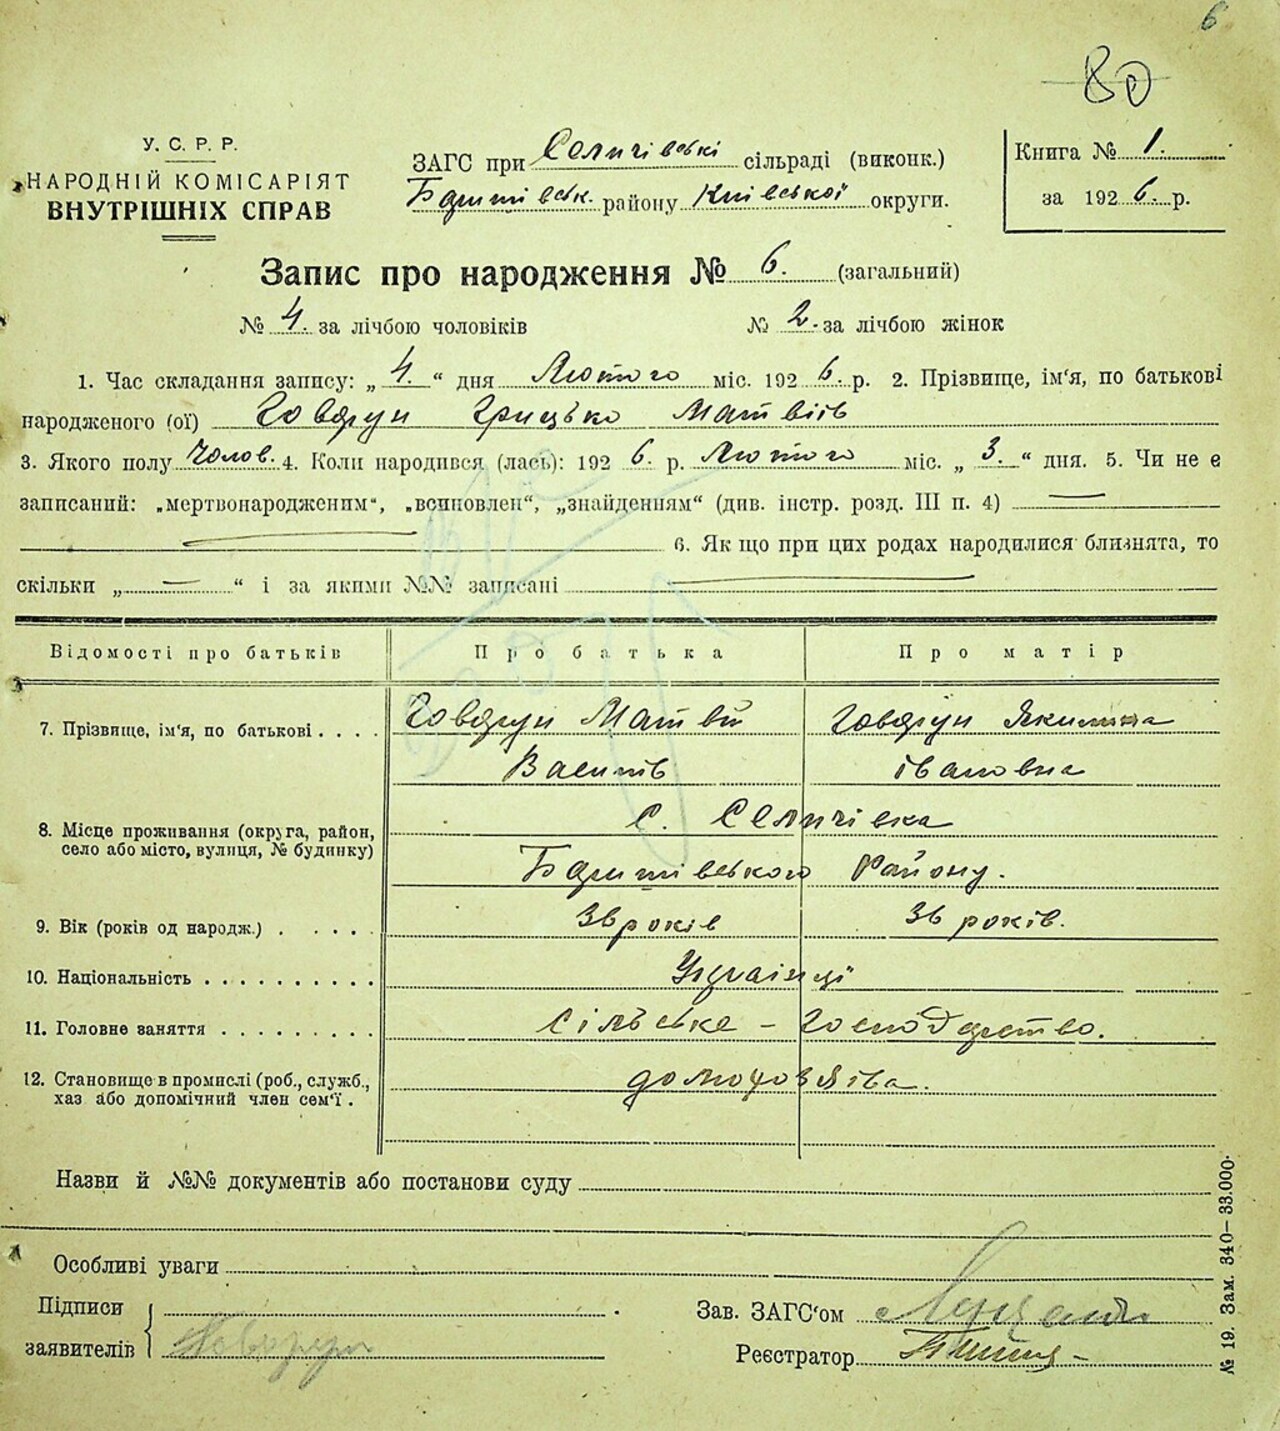 6
80
У. С. Р. Р.
НАРОДНІЙ КОМІСАРІЯТ
ВНУТРІШНІХ СПРАВ
ЗАГС при Селичівські сільраді (виконк.)
району Київської округи.
Книга № 1.
за 1926. р.
Запис про народження № 6. (загальний)
№ 4. за лічбою чоловіків № 2. за лічбою жінок
1. Час складання запису: „4.“ дня Лютого міс. 1926. р. 2. Прізвище, ім‘я, по батькові
народженого (ої) Говдун Грицько Матвіїв
3. Якого полу Чолов. 4. Коли народився (лась): 1926. р. Лютого міс. „3.“ дня. 5. Чи не є
записаний: „мертвонародженим“, „всиновлен“, „знайденням“ (див. інстр. розд. III п. 4)
6. Як що при цих родах народилися близнята, то
скільки „ — “ і за якими №№ записані
Відомості про батьків Про батька Про матір
7. Прізвище, ім‘я, по батькові . . . . Говдун Матвій Говдун Якилина
Василів Івановна
8. Місце проживання (округа, район, С. Селичівка
село або місто, вулиця, № будинку)
Району.
9. Вік (років од народж.) . . . . . 36 років 36 років.
10. Національність . . . . . . . . . . Українці
11. Головне заняття . . . . . . . . . Сільське – господарство.
12. Становище в промислі (роб., служб.,
хаз або допомічний член сем‘ї .
Назви й №№ документів або постанови суду
Особливі уваги
Підписи
заявителів Говдун
Зав. ЗАГС‘ом
Реєстратор
№ 19. Зам. 340—33.000.